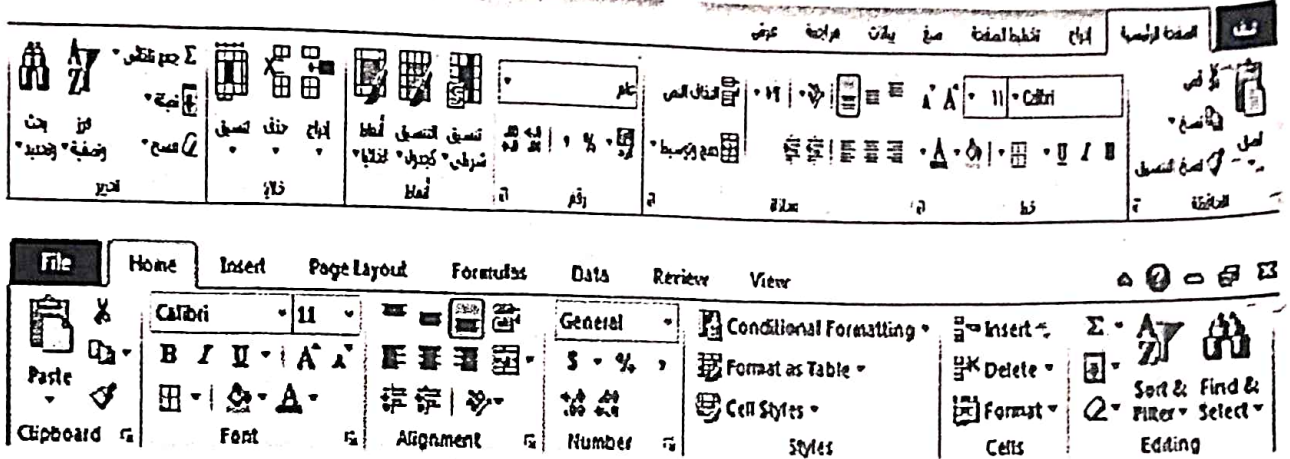 ملف الصفحة الرئيسية إدراج تخطيط الصفحة صيغ بيانات مراجعة عرض
قص
نسخ
نسخ التنسيق
لصق
الحافظة
Calibri 11
خط
التفاف النص
دمج وتوسيط
محاذاة
عام
%
رقم
تنسيق شرطي
التنسيق كجدول
أنماط الخلايا
أنماط
إدراج حذف تنسيق
خلايا
Σ جمع تلقائي
تعبئة
مسح
فرز وتصفية
بحث وتحديد
تحرير
File Home Insert Page Layout Formulas Data Review View
Paste
Clipboard
Calibri 11
B I U A A
A
Font
Alignment
General
$ % ,
Number
Conditional Formatting
Format as Table
Cell Styles
Styles
Insert
Delete
Format
Cells
Σ
Sort & Filter
Find & Select
Editing